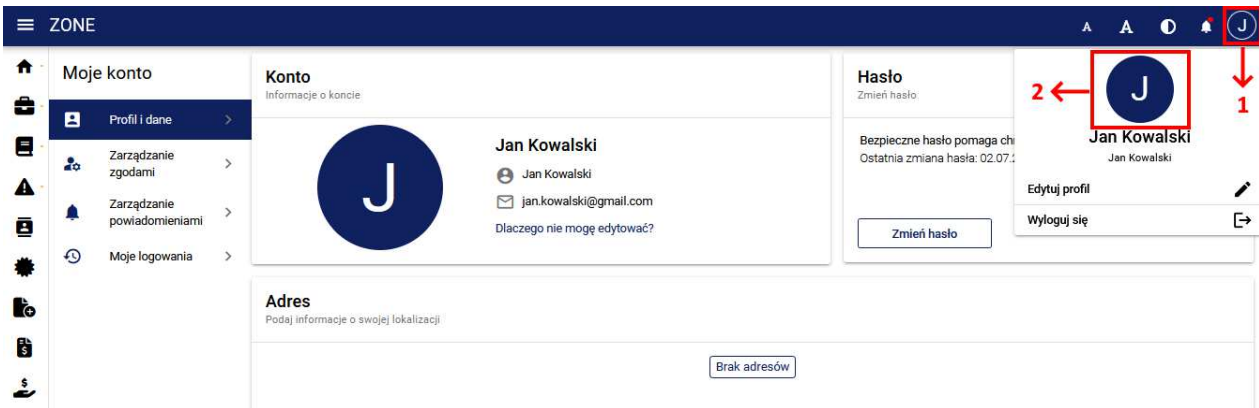 ZONE
A A J
Moje konto
Profil i dane
Zarządzanie
zgodami
Zarządzanie
powiadomieniami
Moje logowania
Konto
Informacje o koncie
J
Jan Kowalski
Jan Kowalski
jan.kowalski@gmail.com
Dlaczego nie mogę edytować?
Hasło
Zmień hasło
Bezpieczne hasło pomaga
Ostatnia zmiana hasła: 02.07.
Zmień hasło
1
2
J
Jan Kowalski
Jan Kowalski
Edytuj profil
Wyloguj się
Adres
Podaj informacje o swojej lokalizacji
Brak adresów